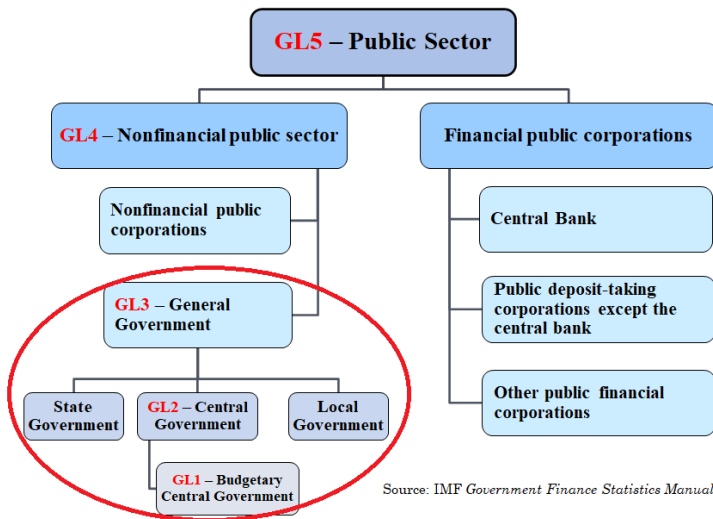 GL5 – Public Sector
GL4 – Nonfinancial public sector
Financial public corporations
Nonfinancial public
corporations
Central Bank
GL3 – General
Government
Public deposit-taking
corporations except the
central bank
State
Government
GL2 – Central
Government
Local
Government
Other public financial
corporations
GL1 – Budgetary
Central Government
Source: IMF Government Finance Statistics Manual